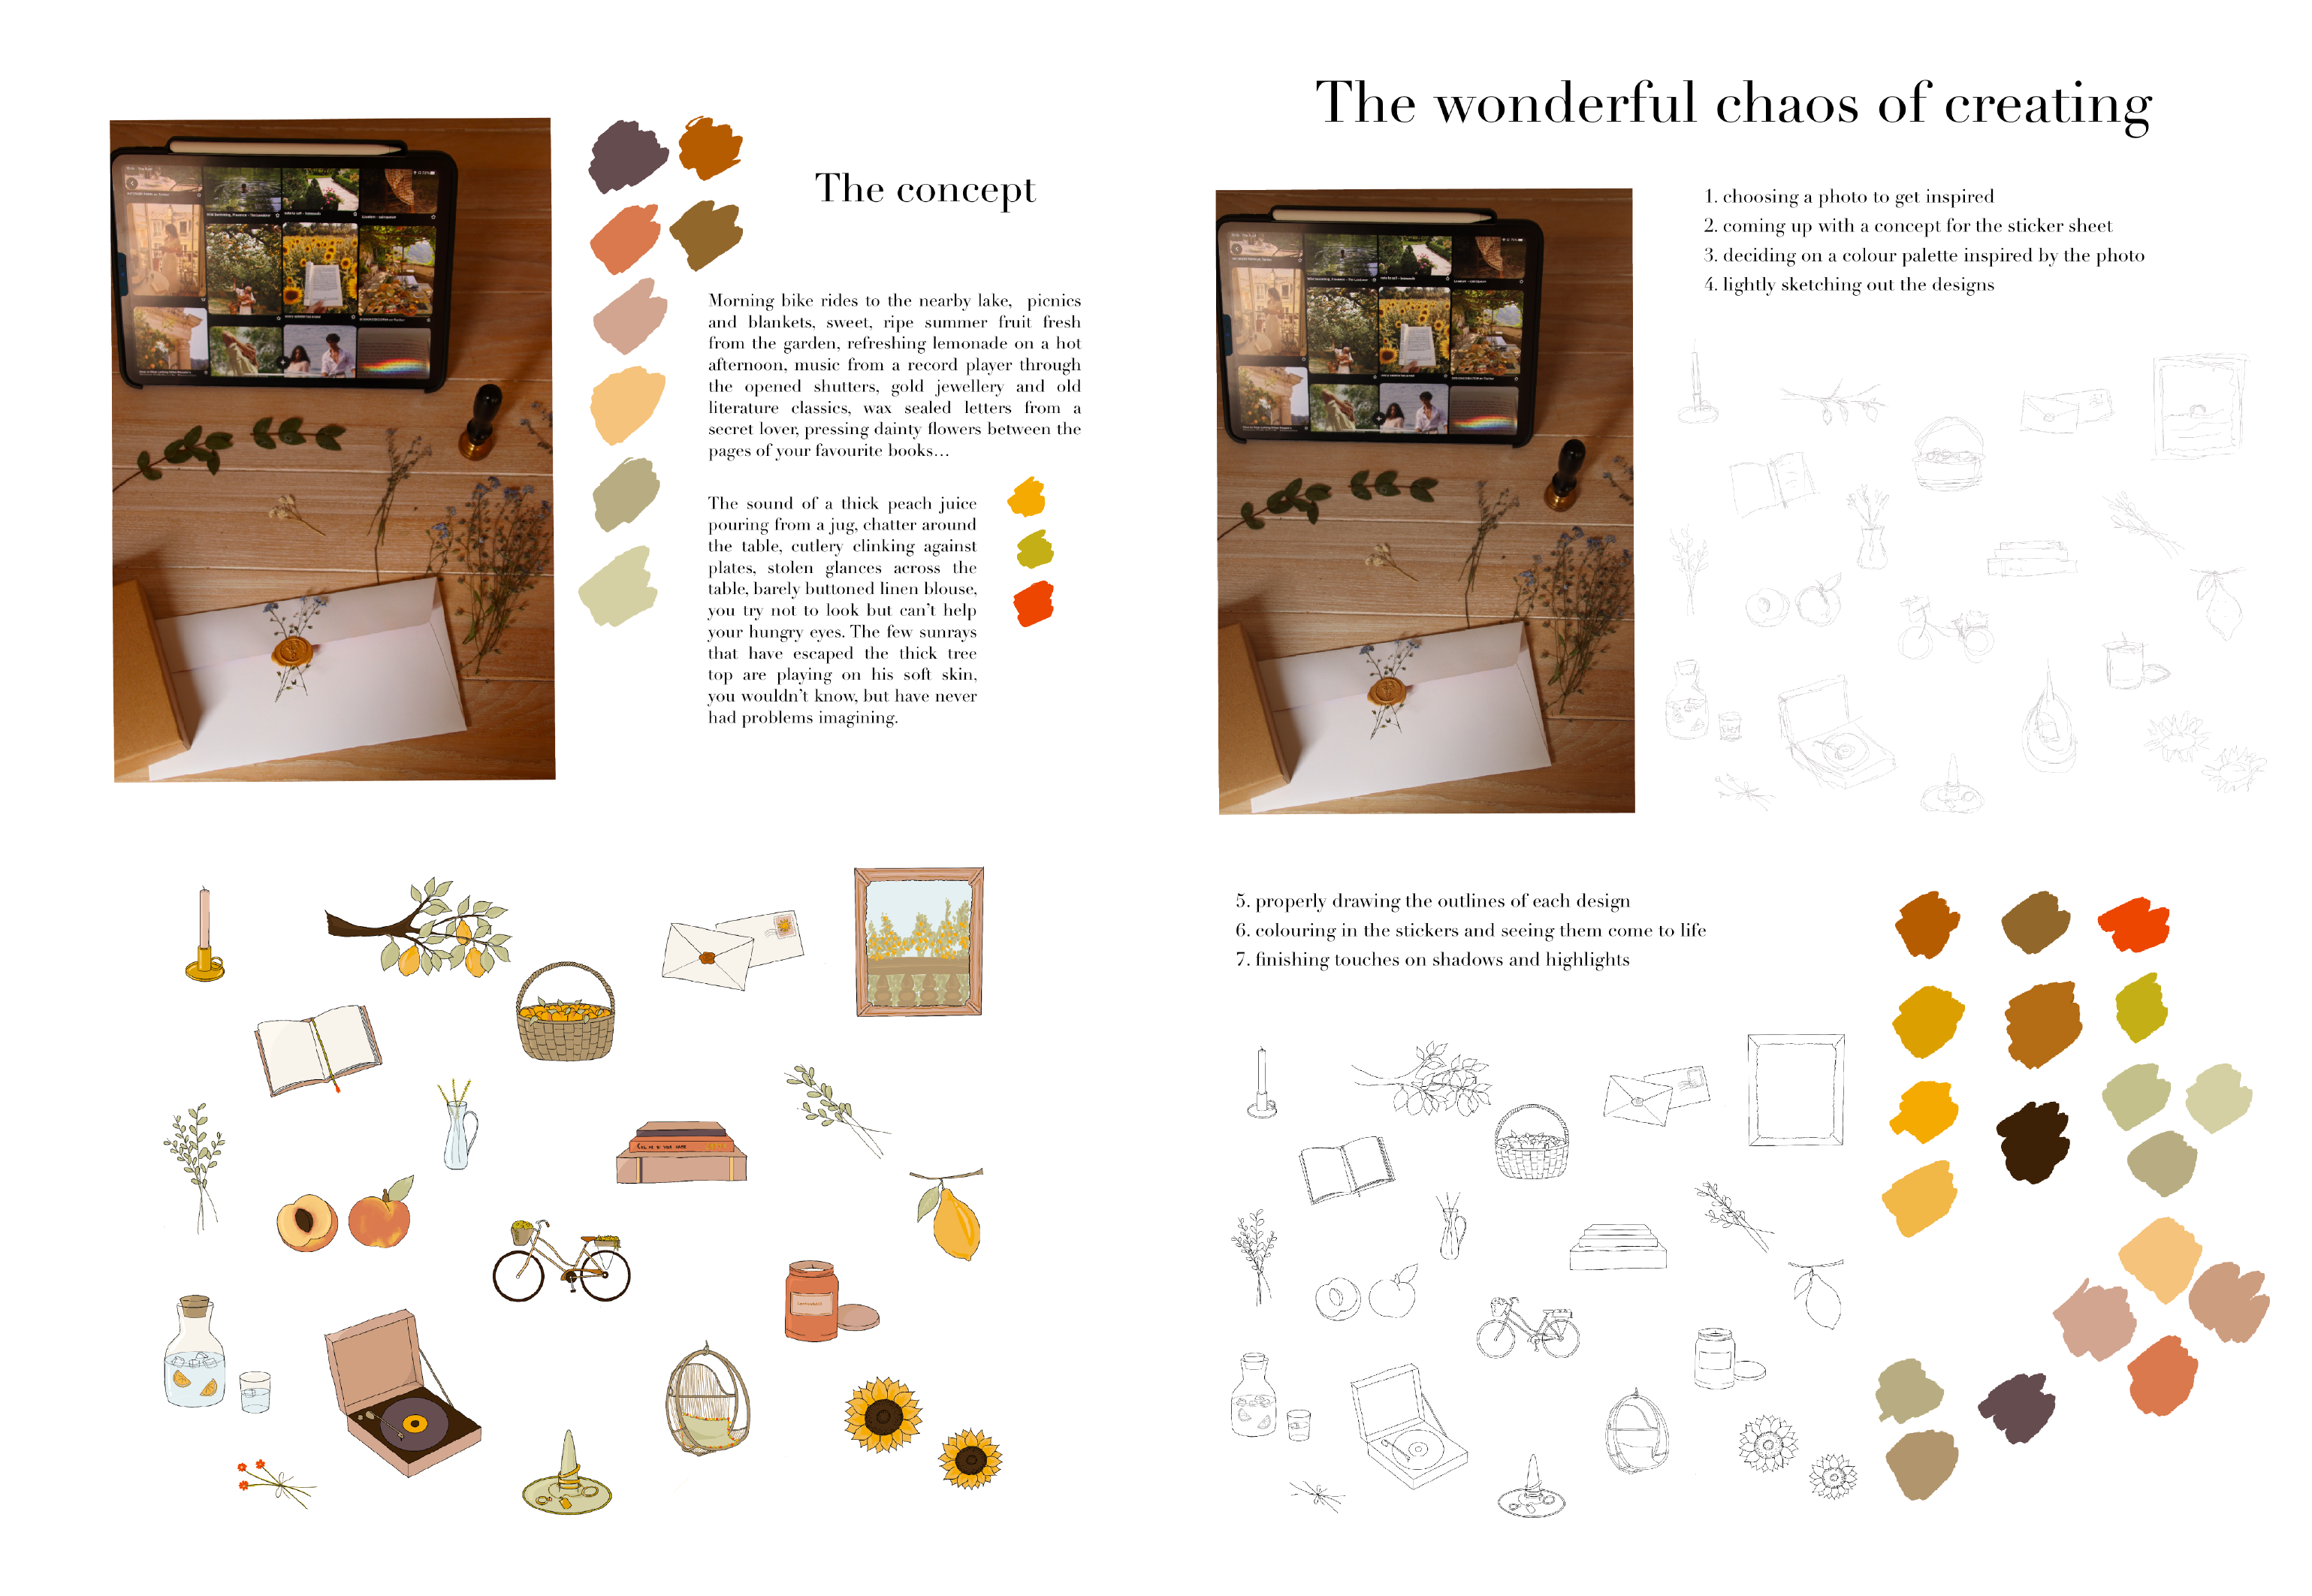 The concept
Morning bike rides to the nearby lake, picnics
and blankets, sweet, ripe summer fruit fresh
from the garden, refreshing lemonade on a hot
afternoon, music from a record player through
the opened shutters, gold jewellery and old
literature classics, wax sealed letters from a
secret lover, pressing dainty flowers between the
pages of your favourite books…
The sound of a thick peach juice
pouring from a jug, chatter around
the table, cutlery clinking against
plates, stolen glances across the
table, barely buttoned linen blouse,
you try not to look but can't help
your hungry eyes. The few sunrays
that have escaped the thick tree
top are playing on his soft skin,
you wouldn't know, but have never
had problems imagining.
The wonderful chaos of creating
1. choosing a photo to get inspired
2. coming up with a concept for the sticker sheet
3. deciding on a colour palette inspired by the photo
4. lightly sketching out the designs
5. properly drawing the outlines of each design
6. colouring in the stickers and seeing them come to life
7. finishing touches on shadows and highlights